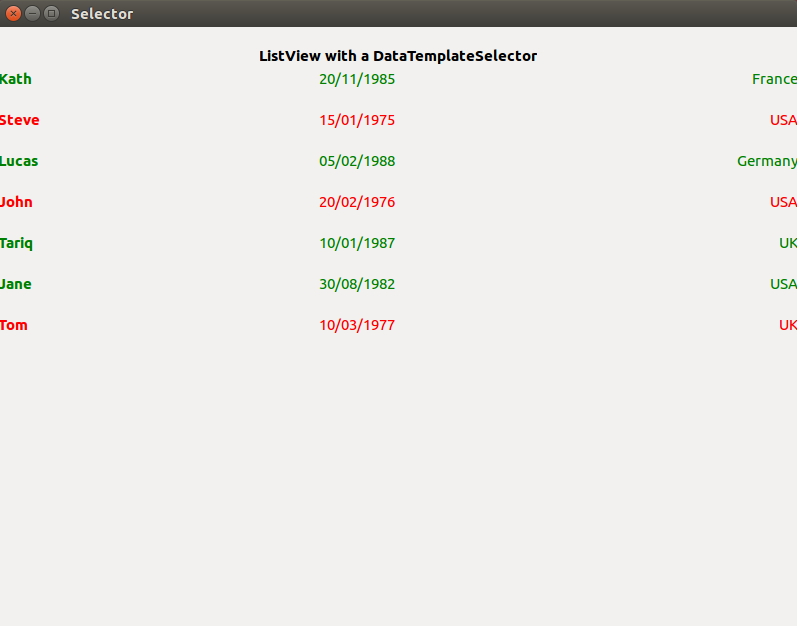 Selector
ListView with a DataTemplateSelector
Kath 20/11/1985 France
Steve 15/01/1975 USA
Lucas 05/02/1988 Germany
John 20/02/1976 USA
Tariq 10/01/1987 UK
Jane 30/08/1982 USA
Tom 10/03/1977 UK